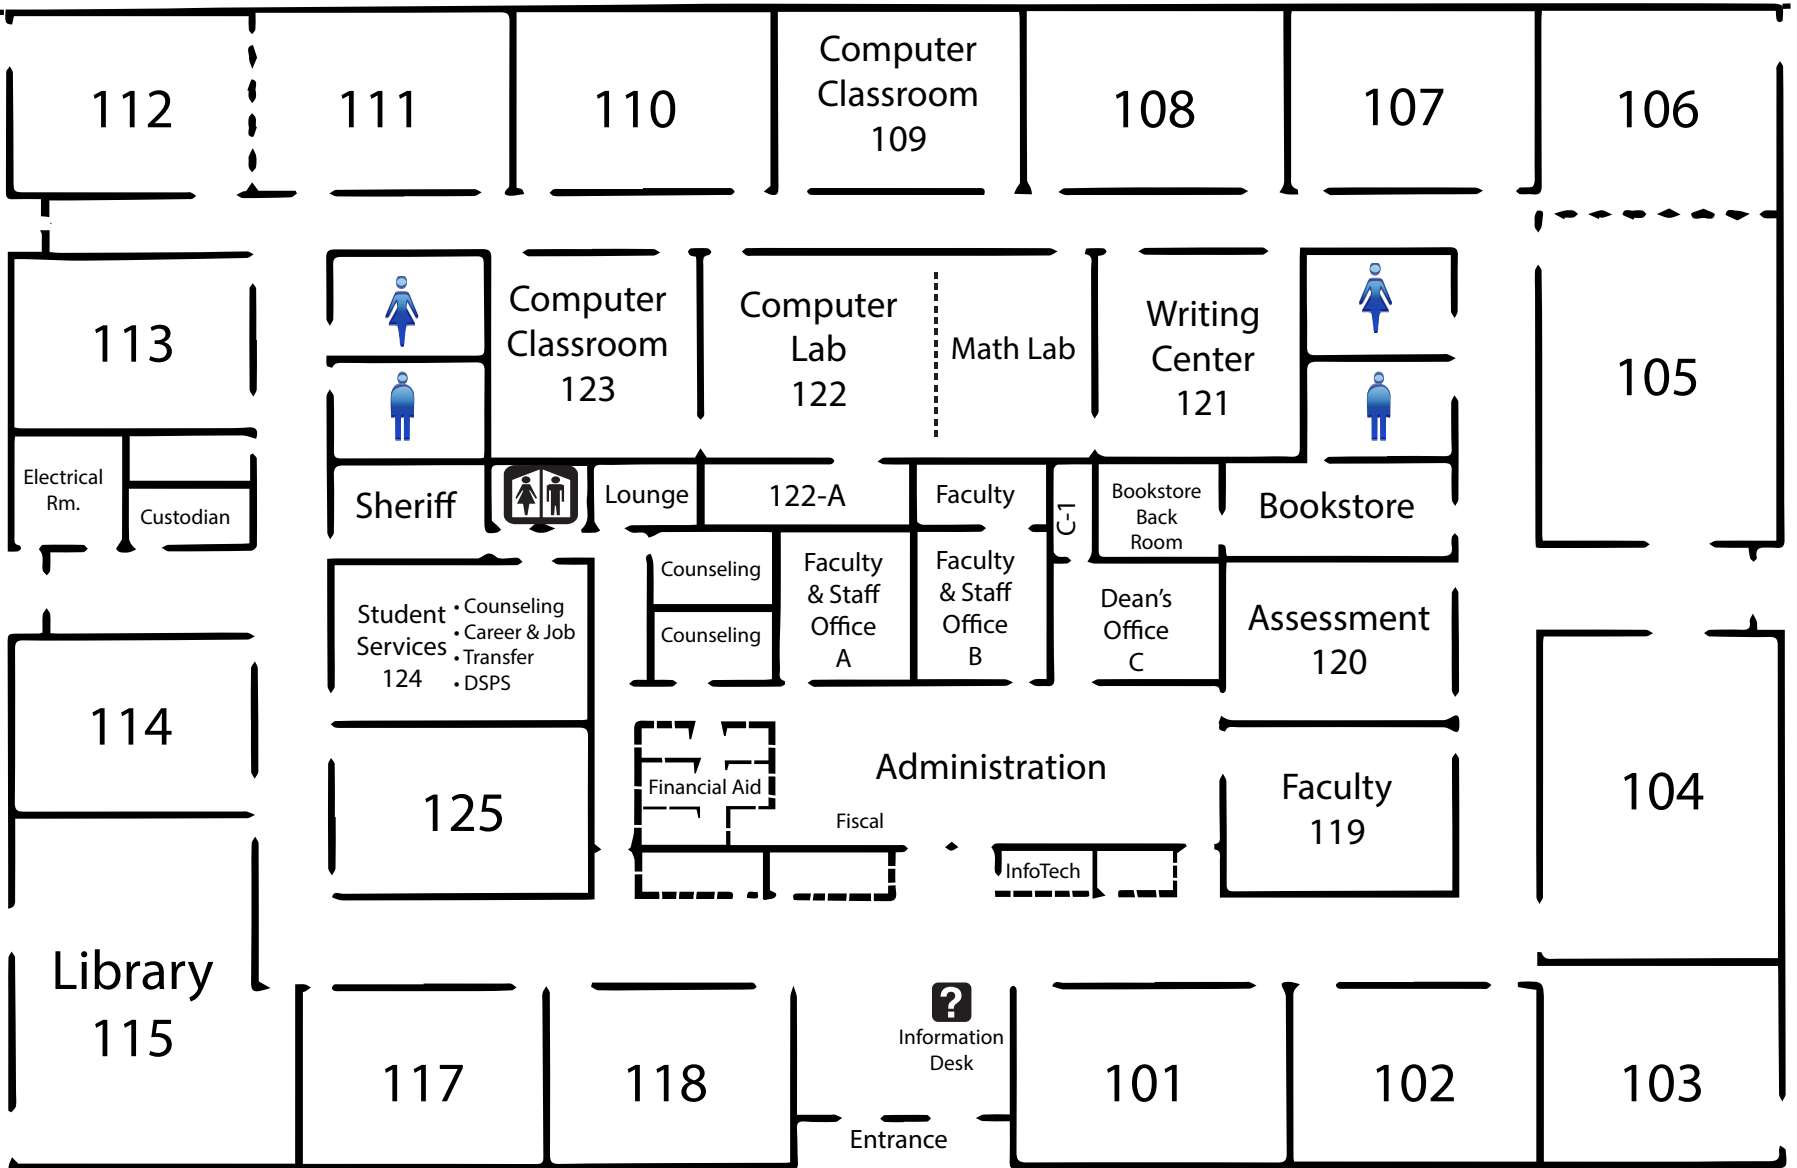 112
111
110
Computer
Classroom
109
108
107
106
113
Computer
Classroom
123
Computer
Lab
122
Math Lab
Writing
Center
121
105
Electrical
Rm.
Custodian
Sheriff
Lounge
122-A
Faculty
C-1
Bookstore
Back
Room
Bookstore
Student
Services
124
• Counseling
• Career & Job
• Transfer
• DSPS
Counseling
Counseling
Faculty
& Staff
Office
A
Faculty
& Staff
Office
B
Dean's
Office
C
Assessment
120
114
125
Financial Aid
Administration
Fiscal
InfoTech
Faculty
119
104
Library
115
117
118
?
Information
Desk
Entrance
101
102
103